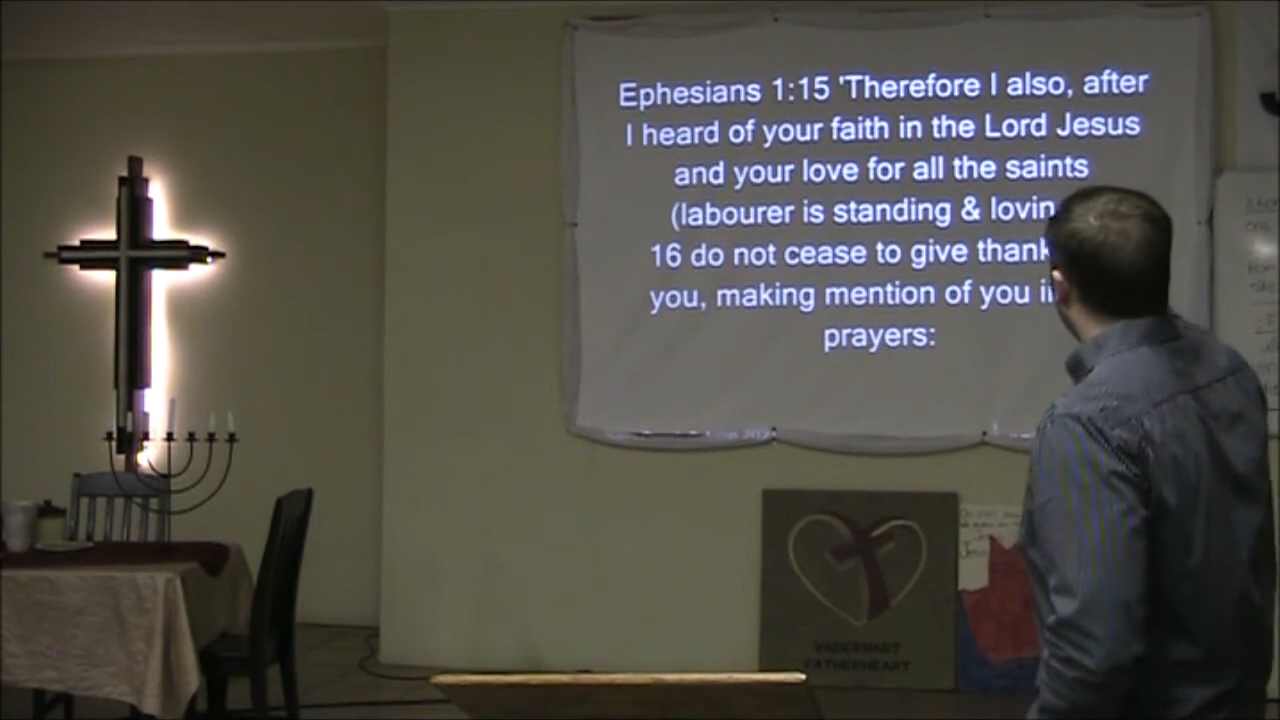 Ephesians 1:15 'Therefore I also, after
I heard of your faith in the Lord Jesus
and your love for all the saints
(labourer is standing & lovin
16 do not cease to give thank
you, making mention of you i
prayers:
VADERHART
FATHERHEART